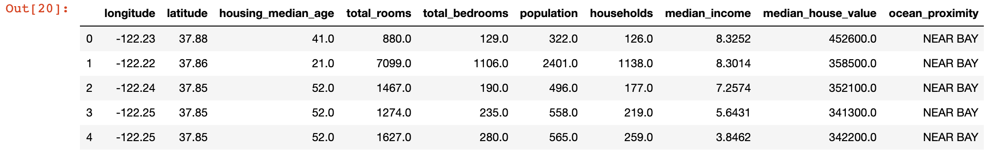 Out[20]:
longitude latitude housing_median_age total_rooms total_bedrooms population households median_income median_house_value ocean_proximity
0 -122.23 37.88 41.0 880.0 129.0 322.0 126.0 8.3252 452600.0 NEAR BAY
1 -122.22 37.86 21.0 7099.0 1106.0 2401.0 1138.0 8.3014 358500.0 NEAR BAY
2 -122.24 37.85 52.0 1467.0 190.0 496.0 177.0 7.2574 352100.0 NEAR BAY
3 -122.25 37.85 52.0 1274.0 235.0 558.0 219.0 5.6431 341300.0 NEAR BAY
4 -122.25 37.85 52.0 1627.0 280.0 565.0 259.0 3.8462 342200.0 NEAR BAY